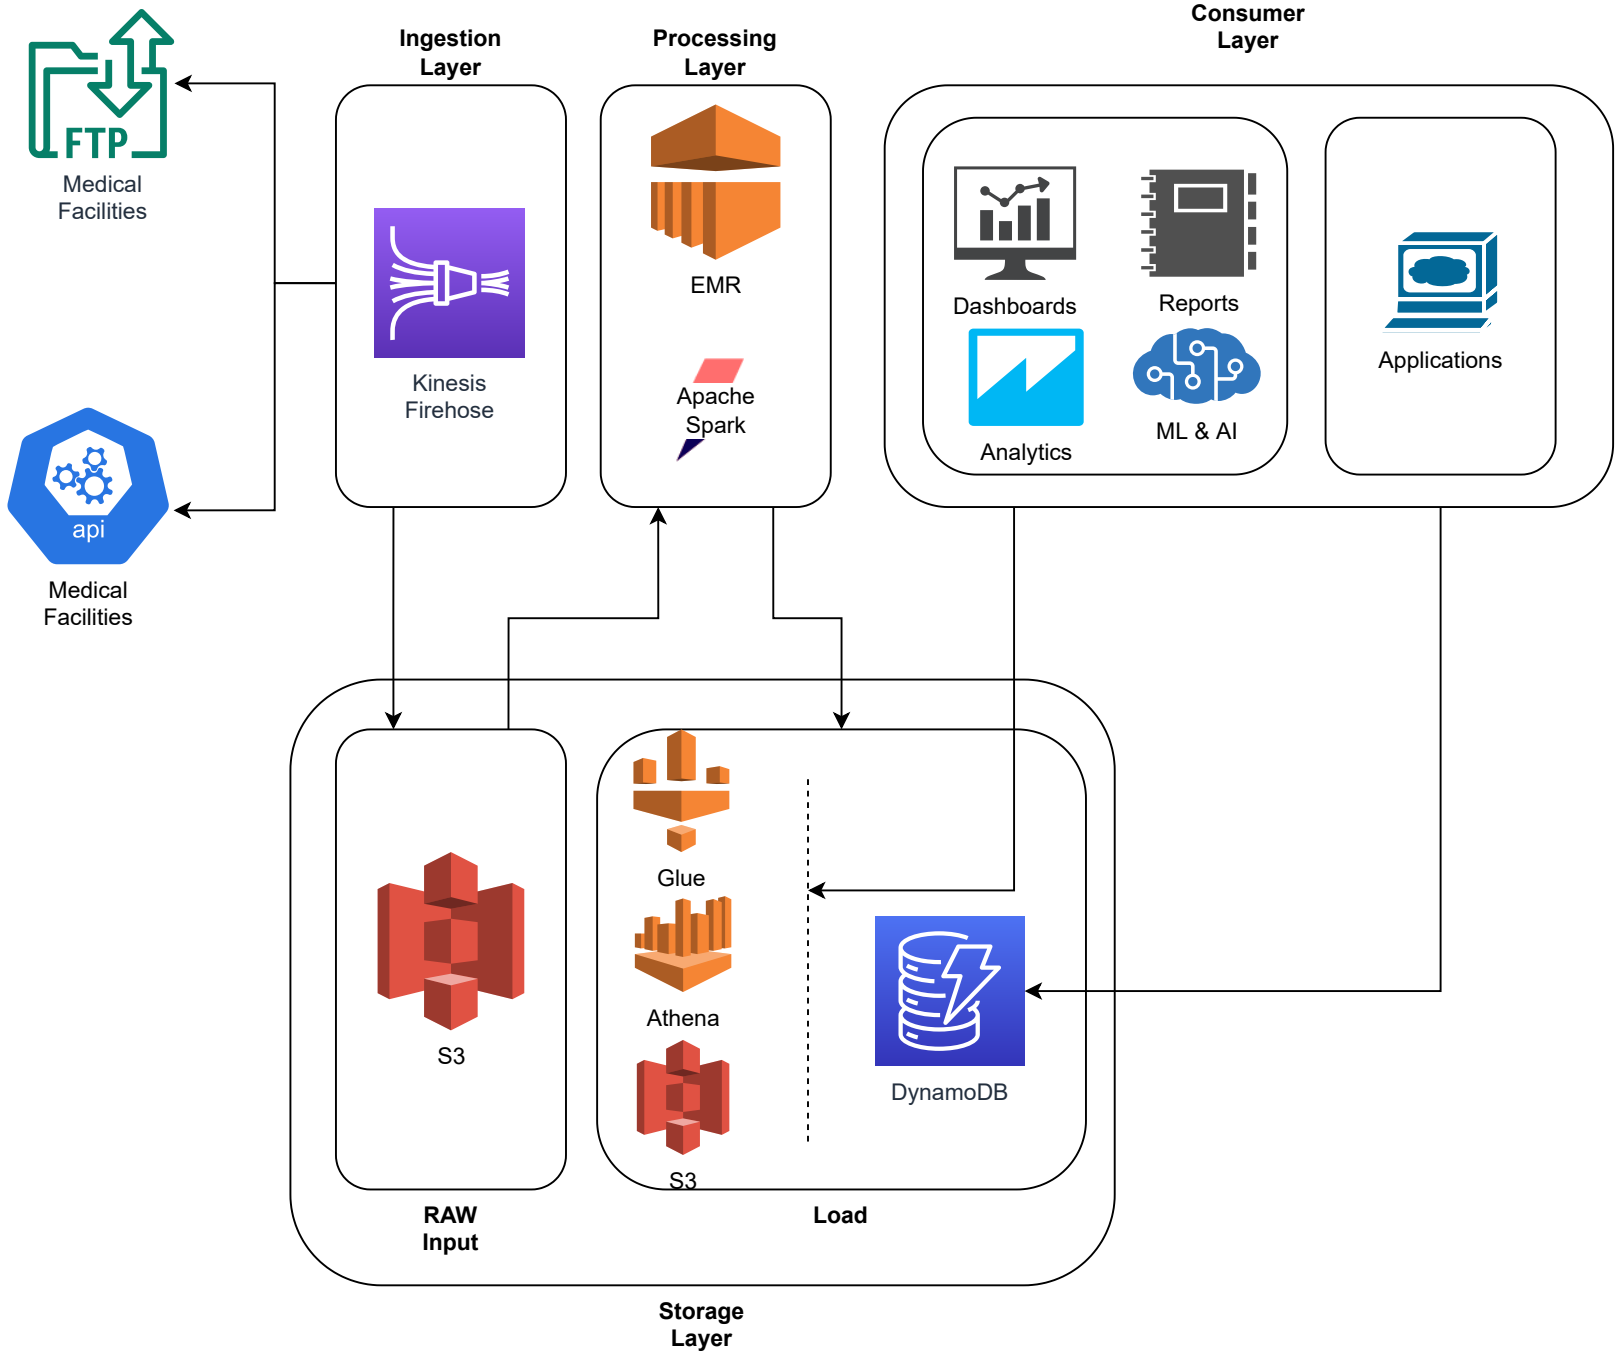 Consumer
Layer
Ingestion
Layer
Processing
Layer
FTP
Medical
Facilities
EMR
Dashboards
Reports
Applications
Kinesis
Firehose
Apache
Spark
Analytics
ML & AI
api
Medical
Facilities
Glue
Athena
S3
S3
DynamoDB
RAW
Input
Load
Storage
Layer